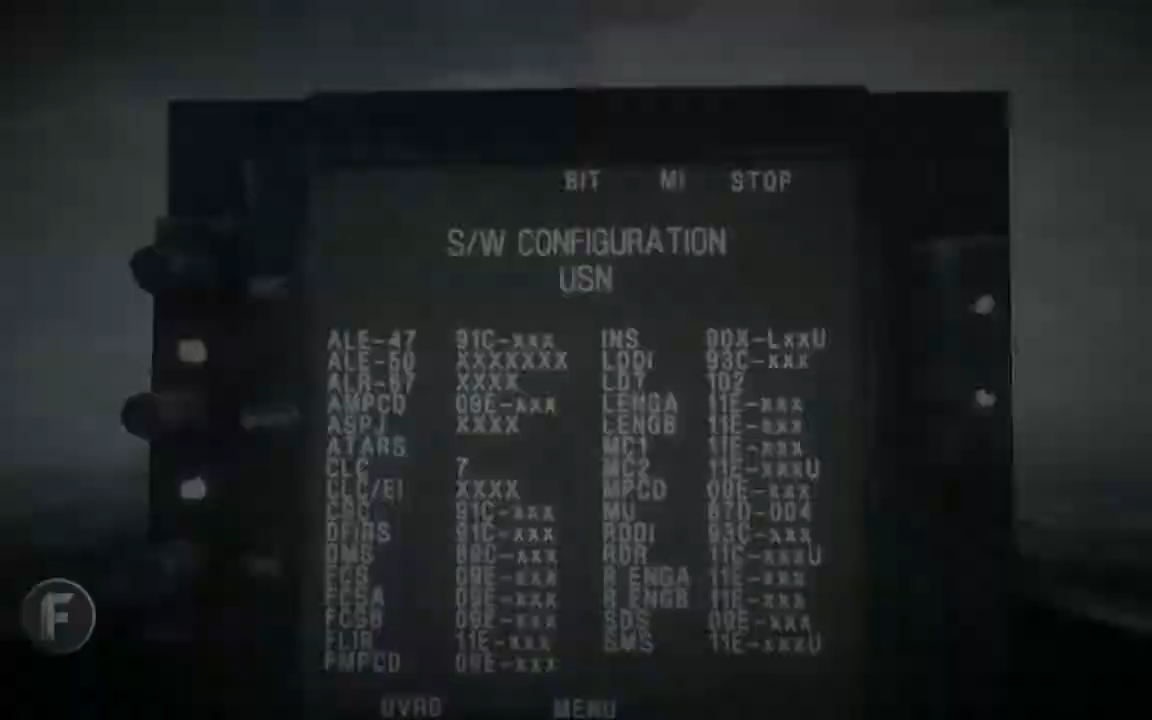 BIT MI STOP
S/W CONFIGURATION
USN
ALE-47 91C-xxx INS 00X-LxxU
ALE-50 XXXXXXX LDDI 93C-xxx
ALR-67 XXXX LDT 102
AMPCD 09E-xxx LENGA 11E-xxx
ASPJ XXXX LENGB 11E-xxx
ATARS MC1 11E-xxx
CLC 7 MC2 11E-xxxU
CLC/EI XXXX MPCD 09E-xxx
91C-xxx MU 87D-004
DFIRS 91C-xxx RDDI 93C-xxx
DMS 89C-xxx RDR 11C-xxxU
FCS 09E-xxx R ENGA 11E-xxx
FCSA 09E-xxx R ENGB 11E-xxx
FCSB 09E-xxx SDS 09E-xxx
FLIR 11E-xxx SMS 11E-xxxU
PMPCD 09E-xxx
OVRD MENU
F